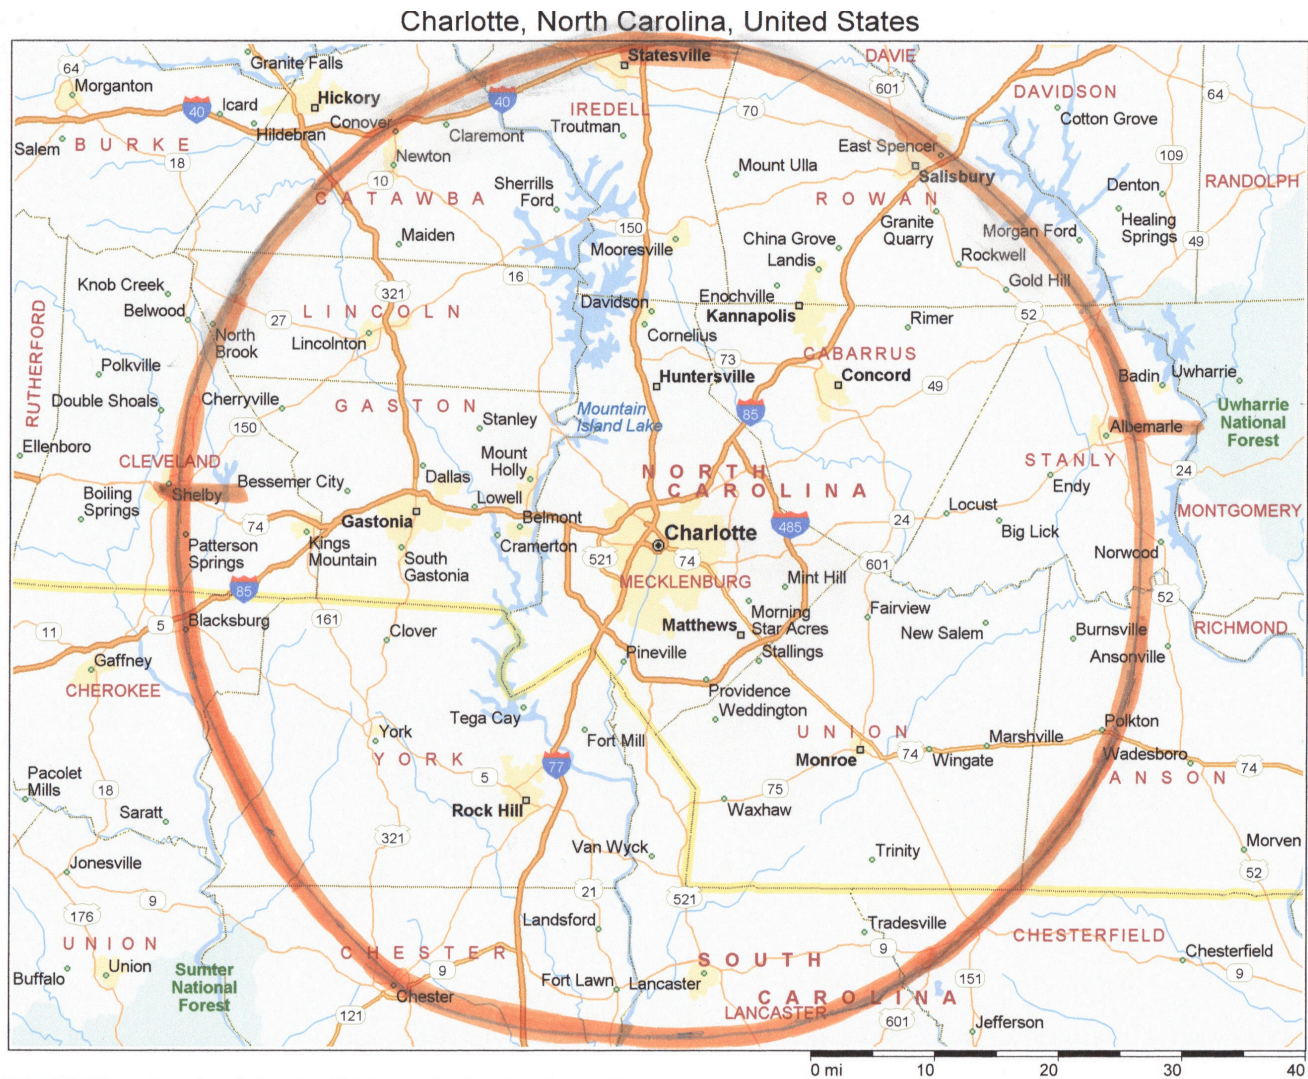 Charlotte, North Carolina, United States
Granite Falls
Statesville
DAVIE
64
Morganton
40
Icard
Hickory
40
601
DAVIDSON
64
Conover
IREDELL
70
Cotton Grove
Hildebran
Claremont
Troutman
Salem
BURKE
18
Newton
East Spencer
109
10
Mount Ulla
Salisbury
Denton
RANDOLPH
CATAWBA
Sherrills
Ford
ROWAN
Healing
Springs
Maiden
150
Mooresville
China Grove
Landis
Granite
Quarry
Morgan Ford
49
Knob Creek
16
Rockwell
Belwood
321
Davidson
Enochville
Gold Hill
RUTHERFORD
27
LINCOLN
Kannapolis
Rimer
52
North
Brook
Lincolnton
Cornelius
Polkville
73
CABARRUS
Huntersville
Concord
49
Badin
Uwharrie
Double Shoals
Cherryville
GASTON
Mountain
Island Lake
85
Uwharrie
National
Forest
150
Stanley
Albemarle
Ellenboro
CLEVELAND
Mount
Holly
NORTH
CAROLINA
STANLY
24
Bessemer City
Dallas
Endy
Boiling
Springs
Shelby
Lowell
Locust
MONTGOMERY
74
Gastonia
Belmont
Charlotte
485
24
Big Lick
Patterson
Springs
Kings
Mountain
Cramerton
521
74
Norwood
South
Gastonia
MECKLENBURG
Mint Hill
601
85
52
Morning
Star Acres
Fairview
11
5
Blacksburg
161
Clover
Matthews
New Salem
Burnsville
RICHMOND
Gaffney
Pineville
Stallings
Ansonville
CHEROKEE
Providence
Weddington
Tega Cay
York
Fort Mill
UNION
Marshville
Polkton
YORK
5
77
Monroe
74
Wingate
Wadesboro
74
ANSON
Pacolet
Mills
18
Rock Hill
75
Waxhaw
Saratt
321
Van Wyck
Trinity
Morven
Jonesville
52
9
21
521
176
Landsford
Tradesville
UNION
CHESTER
9
CHESTERFIELD
Chesterfield
Buffalo
Union
Sumter
National
Forest
9
Fort Lawn
Lancaster
SOUTH
CAROLINA
151
9
Chester
LANCASTER
121
601
Jefferson
0 mi 10 20 30 40